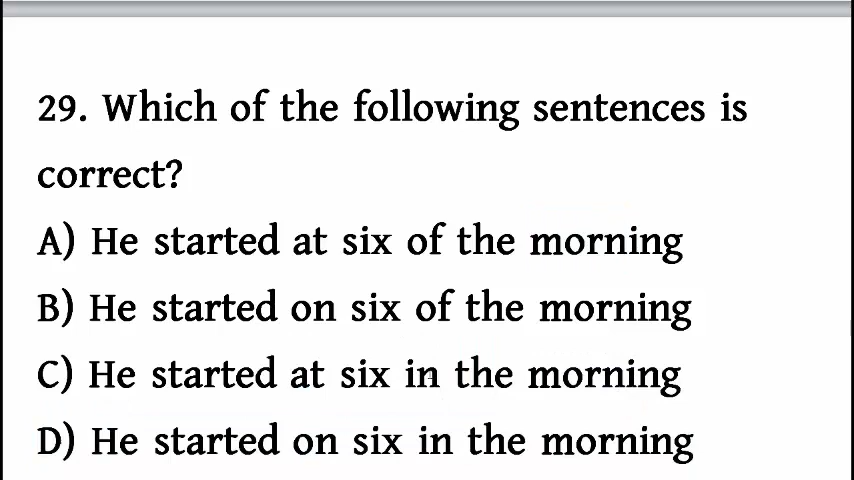 29. Which of the following sentences is
correct?
A) He started at six of the morning
B) He started on six of the morning
C) He started at six in the morning
D) He started on six in the morning